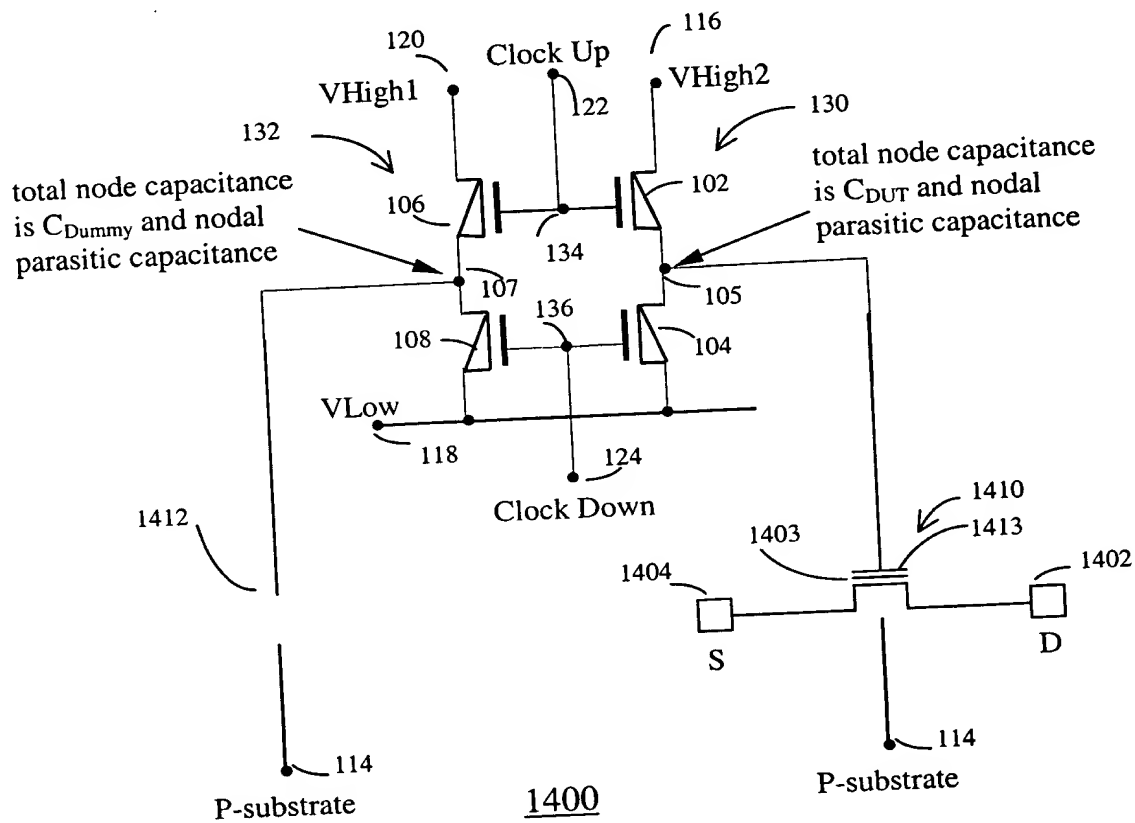 116
120
Clock Up
VHigh1
VHigh2
122
132
130
total node capacitance
is CDummy and nodal
parasitic capacitance
total node capacitance
is CDUT and nodal
parasitic capacitance
106
102
134
107
105
136
108
104
VLow
118
124
Clock Down
1412
1410
1403
1413
1404
1402
S
D
114
P-substrate
114
P-substrate
1400